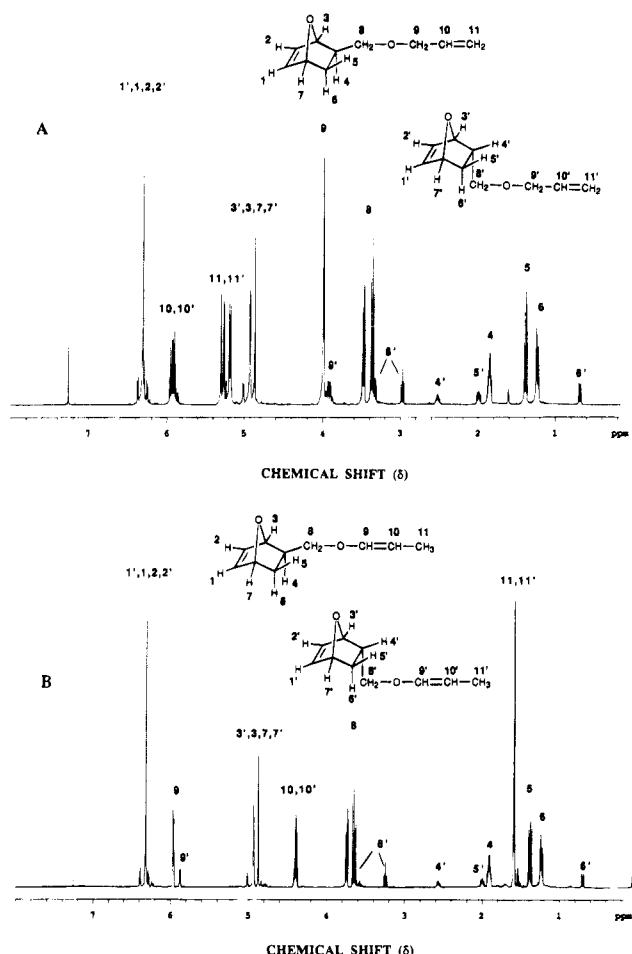 O
3
H
8
9
10
11
2
H
CH₂—O—CH₂—CH=CH₂
H 5
1 H
H
H
4
7
6
1',1,2,2'
A
9
O
3'
H
2'
H
H 4'
H 5'
1' H
H
H
8'
9'
10'
11'
7'
6'
CH₂—O—CH₂—CH=CH₂
3',3,7,7'
8
11,11'
5
10,10'
6
4
9'
8'
4'
5'
6'
7 6 5 4 3 2 1 ppm
CHEMICAL SHIFT (δ)
O
3
H
8
9
10
11
2
H
CH₂—O—CH=CH—CH₃
H 5
1 H
H
H
4
7
6
1',1,2,2'
11,11'
O
3'
H
2'
H
H 4'
H 5'
1' H
H
H
8'
9'
10'
11'
7'
6'
CH₂—O—CH=CH—CH₃
B
8
3',3,7,7'
9
10,10'
5
6
8'
4
9'
4'
5'
6'
8 7 6 5 4 3 2 1 ppm
CHEMICAL SHIFT (δ)